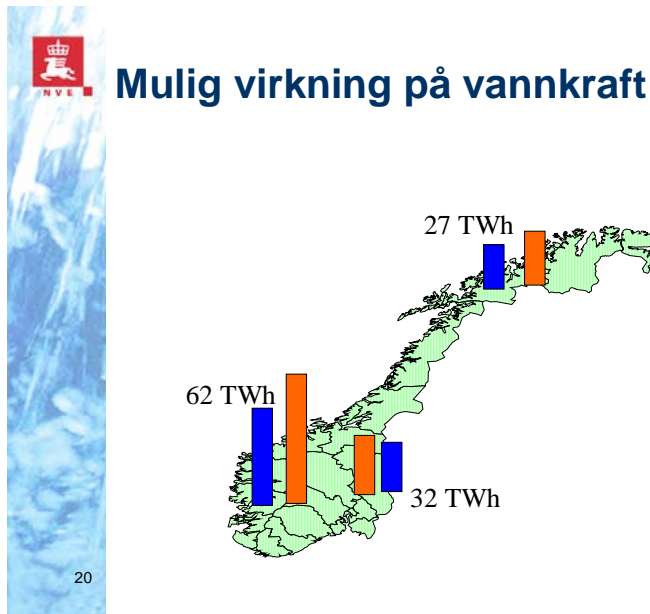 NVE
Mulig virkning på vannkraft
27 TWh
62 TWh
32 TWh
20